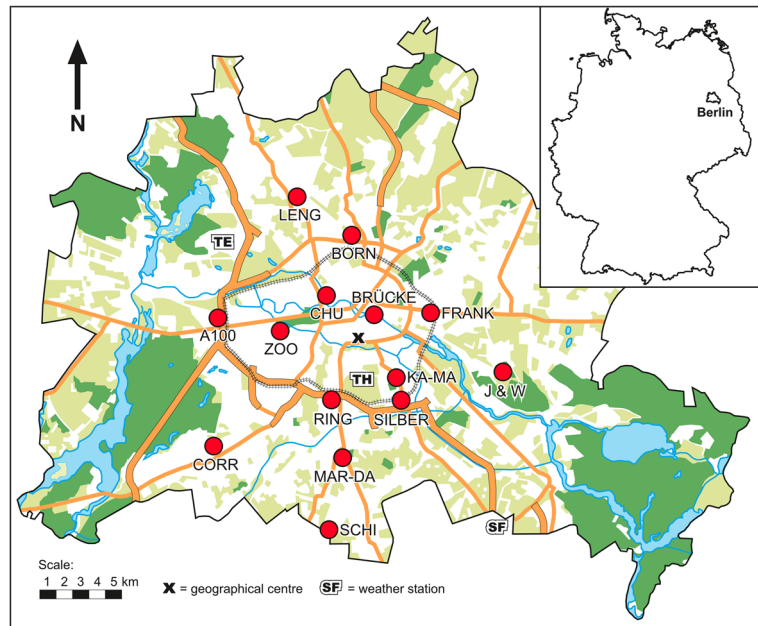 N
Berlin
LENG
TE
BORN
BRÜCKE
CHU
FRANK
A100
ZOO
X
TH
KA-MA
J & W
RING
SILBER
CORR
MAR-DA
SF
SCHI
Scale:
1 2 3 4 5 km
X = geographical centre SF = weather station